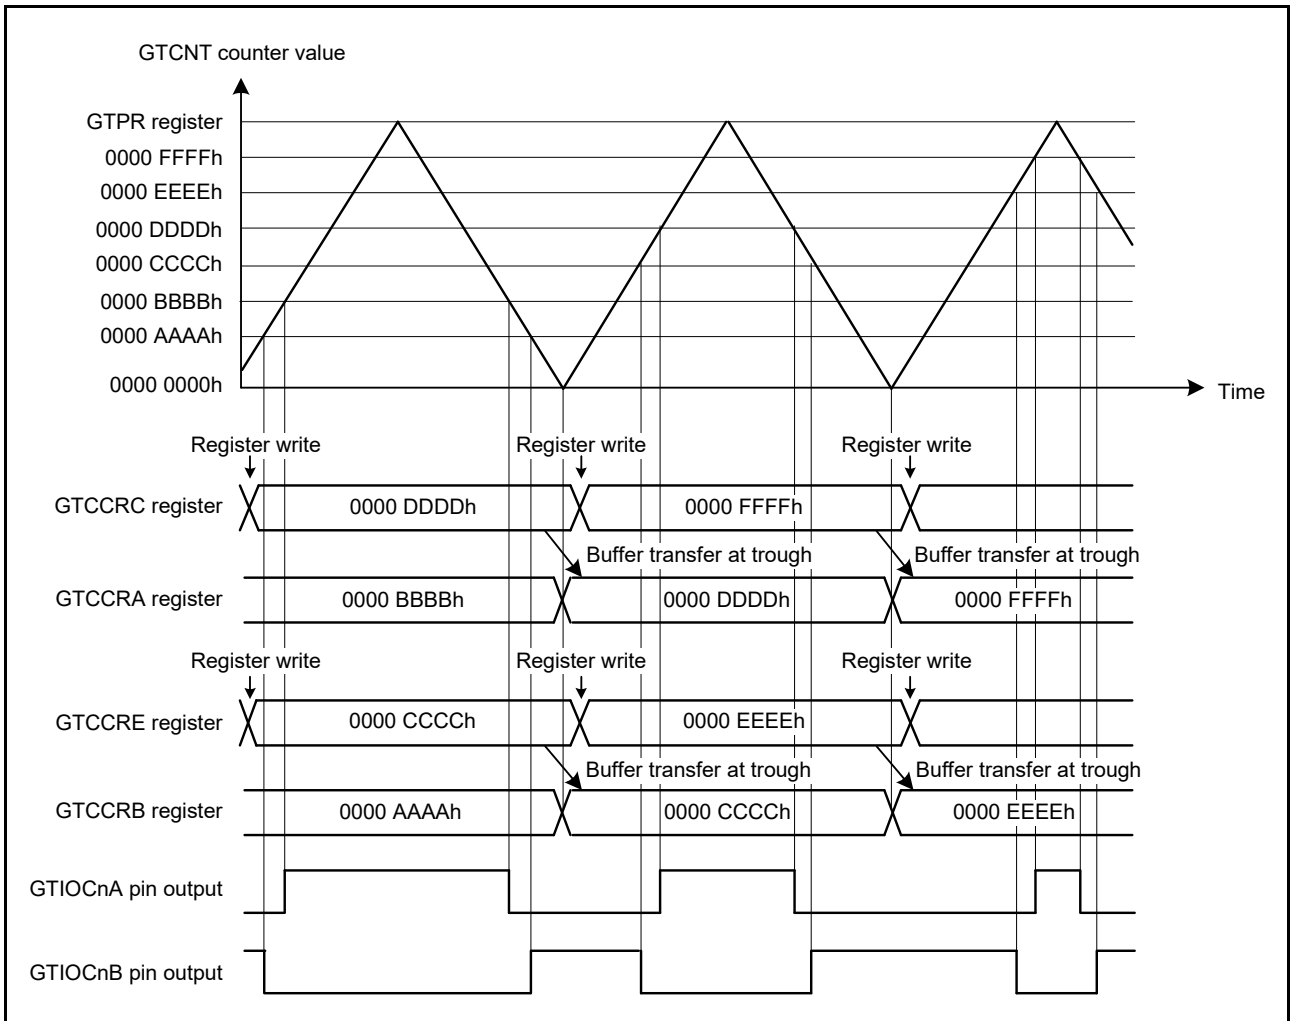 GTCNT counter value
GTPR register
0000 FFFFh
0000 EEEEh
0000 DDDDh
0000 CCCCh
0000 BBBBh
0000 AAAAh
0000 0000h
Time
Register write Register write Register write
GTCCRC register 0000 DDDDh 0000 FFFFh
Buffer transfer at trough Buffer transfer at trough
GTCCRA register 0000 BBBBh 0000 DDDDh 0000 FFFFh
Register write Register write Register write
GTCCRE register 0000 CCCCh 0000 EEEEh
Buffer transfer at trough Buffer transfer at trough
GTCCRB register 0000 AAAAh 0000 CCCCh 0000 EEEEh
GTIOCnA pin output
GTIOCnB pin output